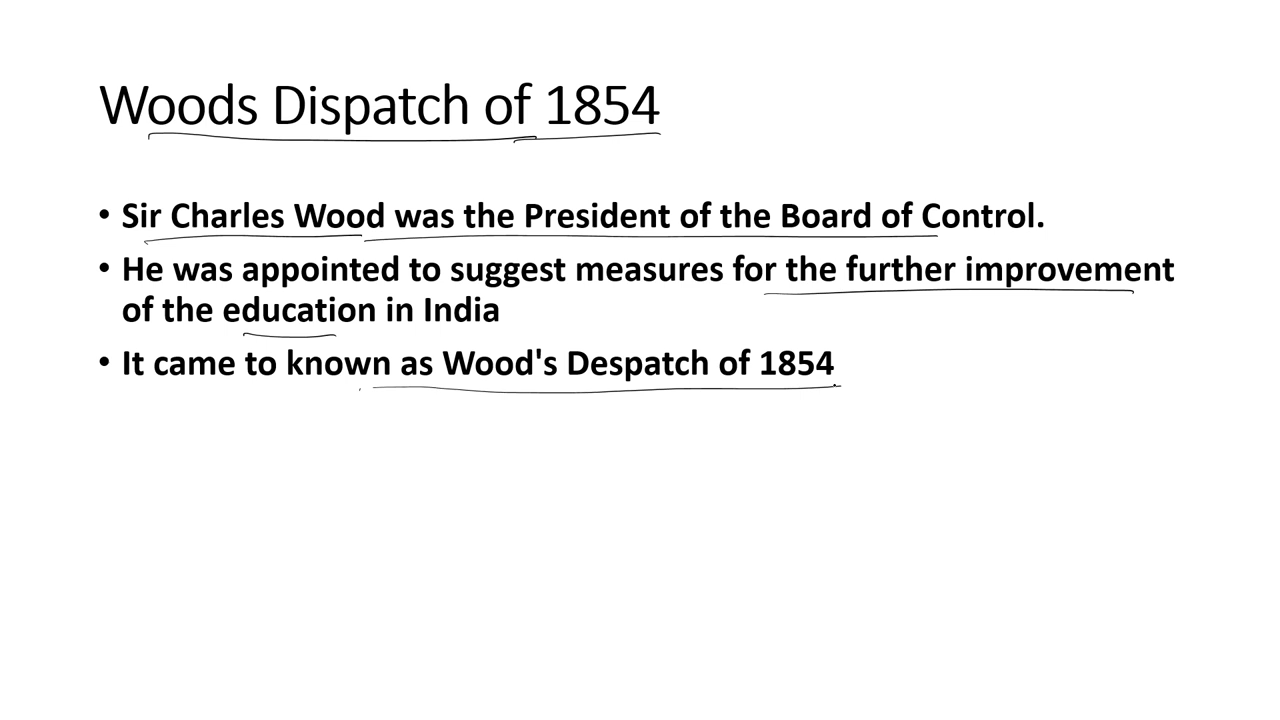 Woods Dispatch of 1854
• Sir Charles Wood was the President of the Board of Control.
• He was appointed to suggest measures for the further improvement
of the education in India
• It came to known as Wood's Despatch of 1854